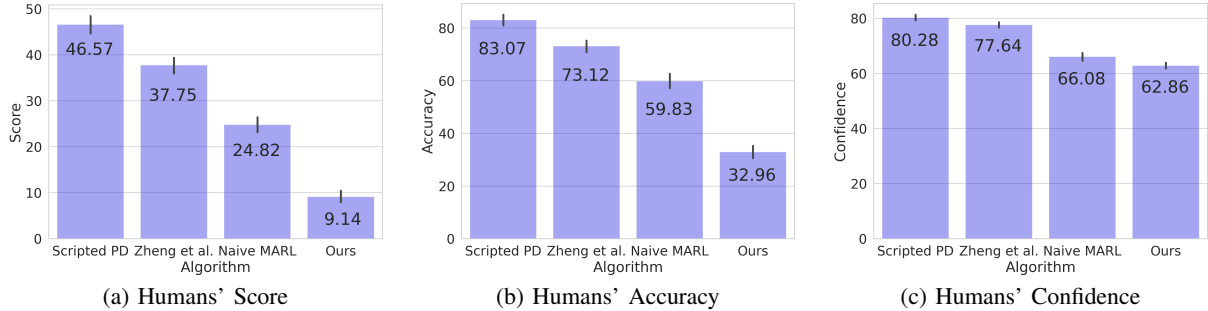 50
40
30
20
10
0
Score
46.57
37.75
24.82
9.14
Scripted PD Zheng et al. Naive MARL Ours
Algorithm
(a) Humans' Score
80
60
40
20
0
Accuracy
83.07
73.12
59.83
32.96
Scripted PD Zheng et al. Naive MARL Ours
Algorithm
(b) Humans' Accuracy
80
60
40
20
0
Confidence
80.28
77.64
66.08
62.86
Scripted PD Zheng et al. Naive MARL Ours
Algorithm
(c) Humans' Confidence